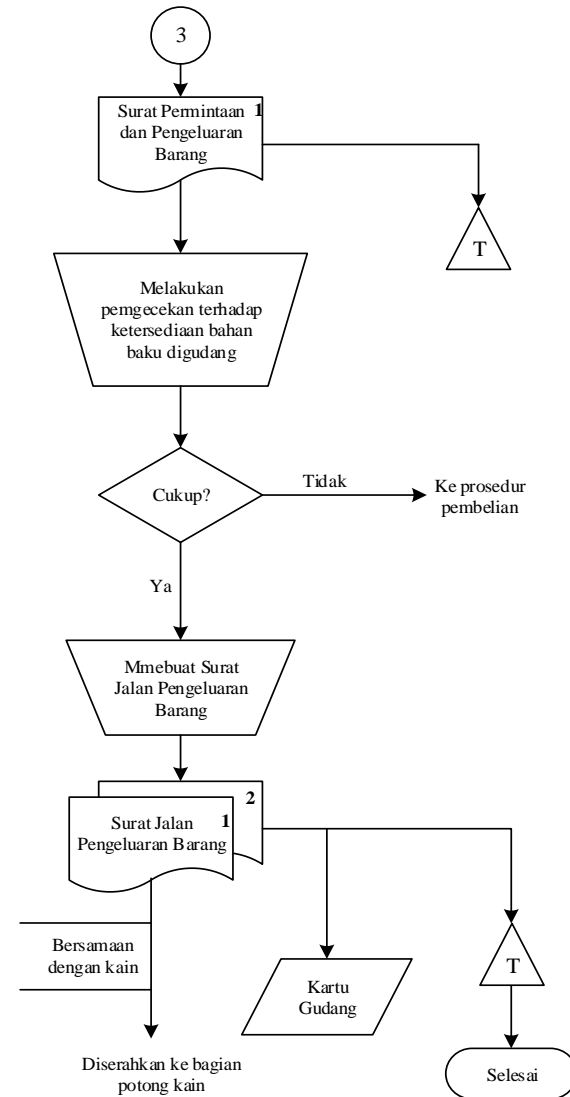 3
Surat Permintaan 1
dan Pengeluaran
Barang
T
Melakukan
pemgecekan terhadap
ketersediaan bahan
baku digudang
Cukup?
Tidak
Ke prosedur
pembelian
Ya
Mmebuat Surat
Jalan Pengeluaran
Barang
2
Surat Jalan 1
Pengeluaran Barang
Bersamaan
dengan kain
Kartu
Gudang
T
Diserahkan ke bagian
potong kain
Selesai